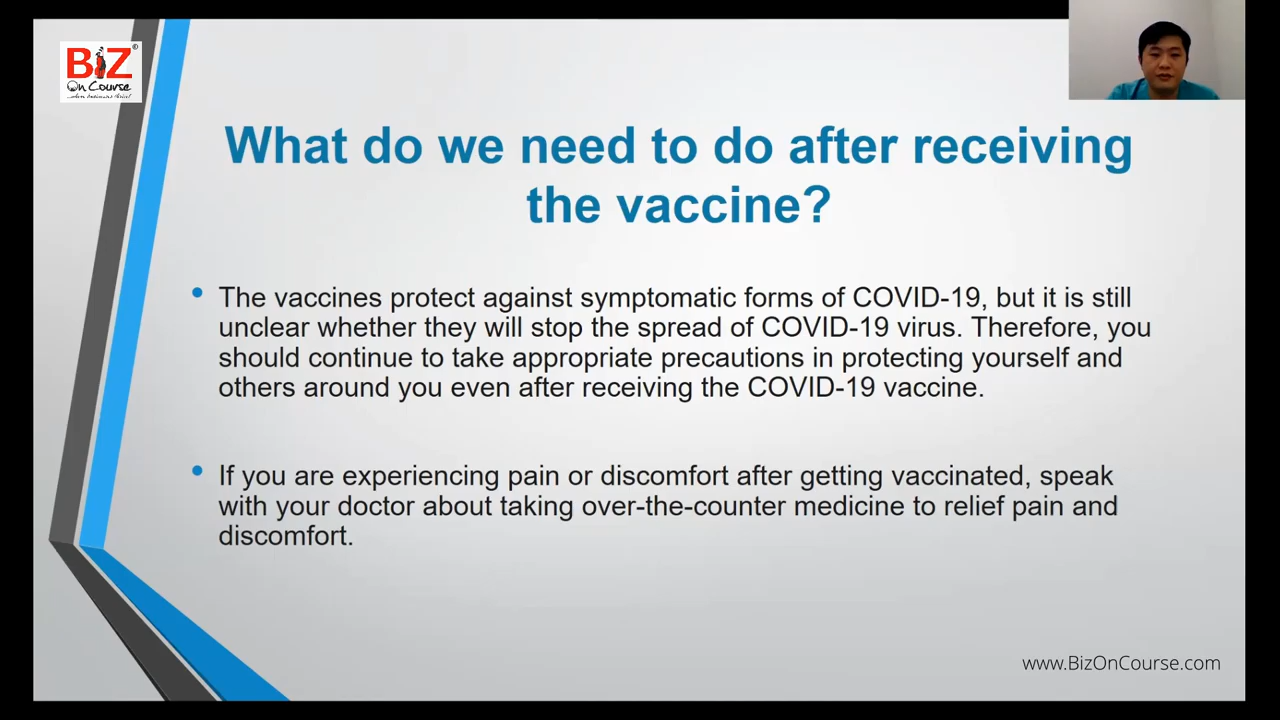 BiZ
On Course
What do we need to do after receiving
the vaccine?
The vaccines protect against symptomatic forms of COVID-19, but it is still
unclear whether they will stop the spread of COVID-19 virus. Therefore, you
should continue to take appropriate precautions in protecting yourself and
others around you even after receiving the COVID-19 vaccine.
If you are experiencing pain or discomfort after getting vaccinated, speak
with your doctor about taking over-the-counter medicine to relief pain and
discomfort.
www.BizOnCourse.com